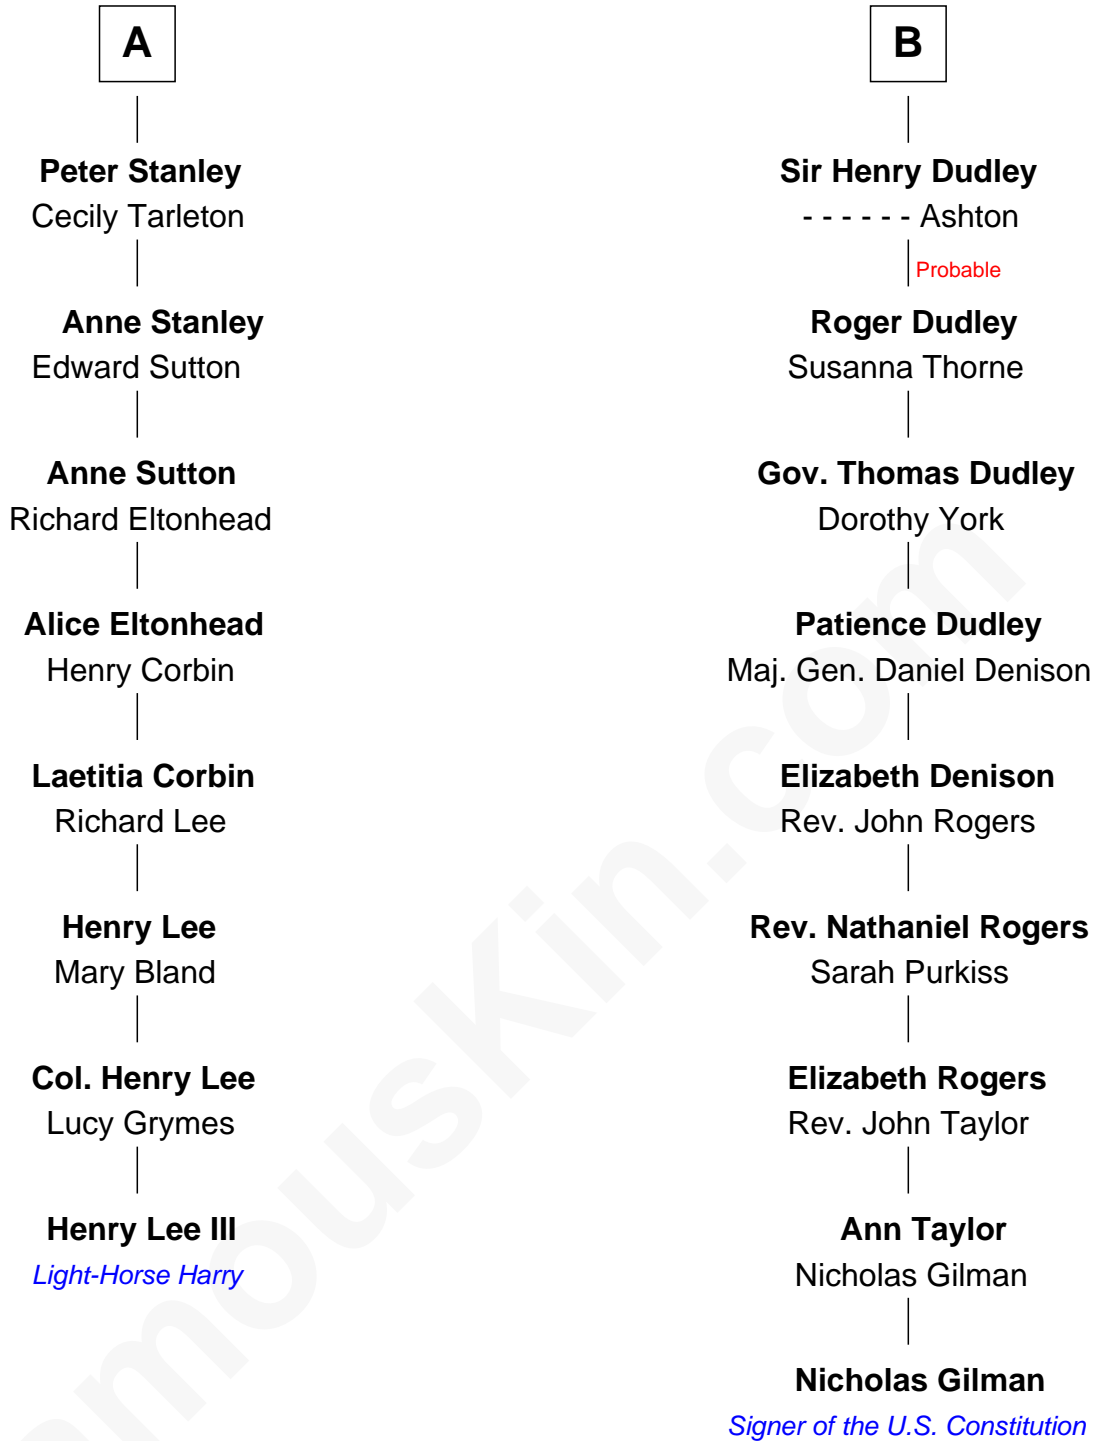 A
Peter Stanley
Cecily Tarleton
Anne Stanley
Edward Sutton
Anne Sutton
Richard Eltonhead
Alice Eltonhead
Henry Corbin
Laetitia Corbin
Richard Lee
Henry Lee
Mary Bland
Col. Henry Lee
Lucy Grymes
Henry Lee III
Light-Horse Harry
B
Sir Henry Dudley
- - - - - - Ashton
Probable
Roger Dudley
Susanna Thorne
Gov. Thomas Dudley
Dorothy York
Patience Dudley
Maj. Gen. Daniel Denison
Elizabeth Denison
Rev. John Rogers
Rev. Nathaniel Rogers
Sarah Purkiss
Elizabeth Rogers
Rev. John Taylor
Ann Taylor
Nicholas Gilman
Nicholas Gilman
Signer of the U.S. Constitution
amousKin.com